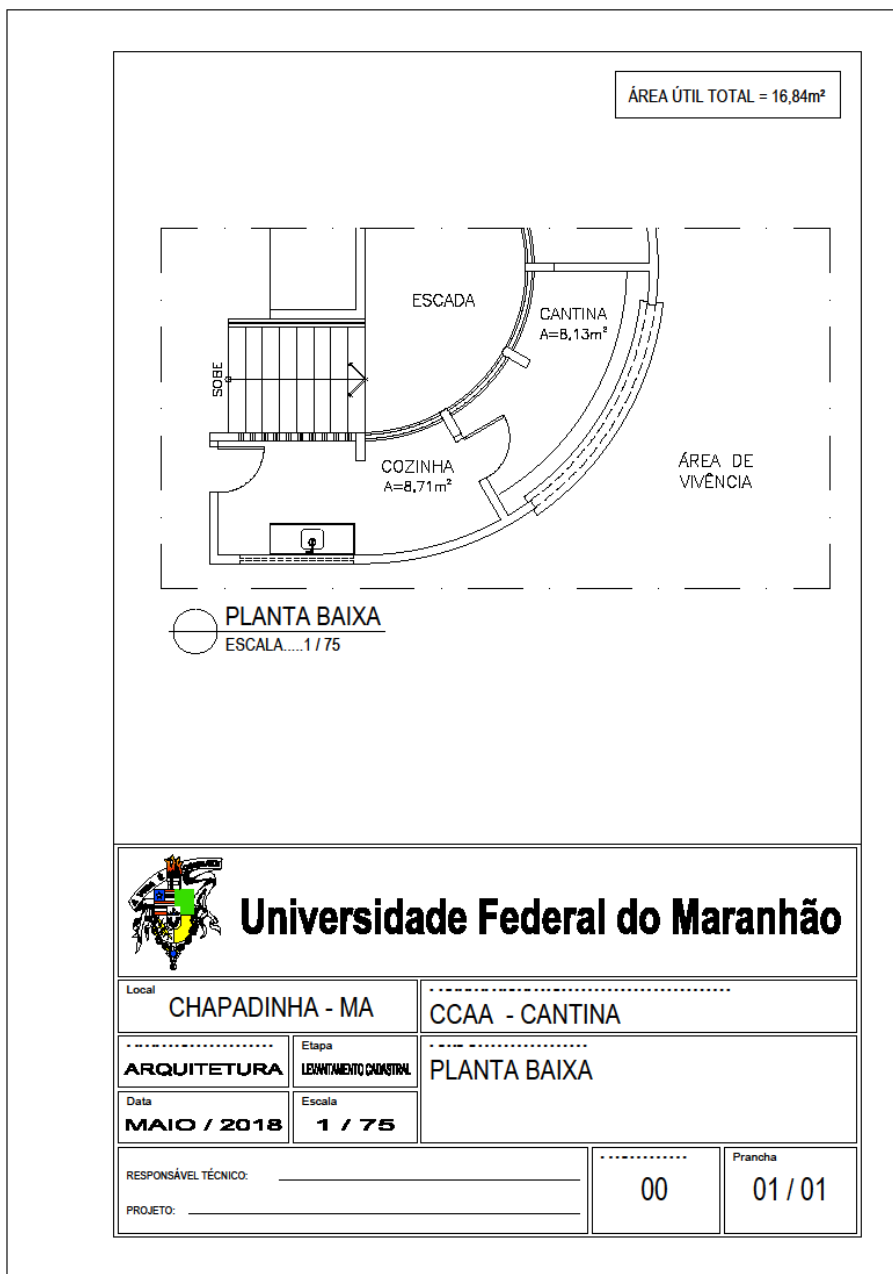 ÁREA ÚTIL TOTAL = 16,84m²
ESCADA
CANTINA
A=8,13m²
SOBE
COZINHA
A=8,71m²
ÁREA DE
VIVÊNCIA
PLANTA BAIXA
ESCALA.....1 / 75
Universidade Federal do Maranhão
Local
CHAPADINHA - MA
CCAA - CANTINA
ARQUITETURA
Etapa
LEVANTAMENTO CADASTRAL
PLANTA BAIXA
Data
MAIO / 2018
Escala
1 / 75
RESPONSÁVEL TÉCNICO:
PROJETO:
00
Prancha
01 / 01